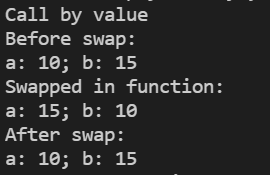 Call by value
Before swap:
a: 10; b: 15
Swapped in function:
a: 15; b: 10
After swap:
a: 10; b: 15